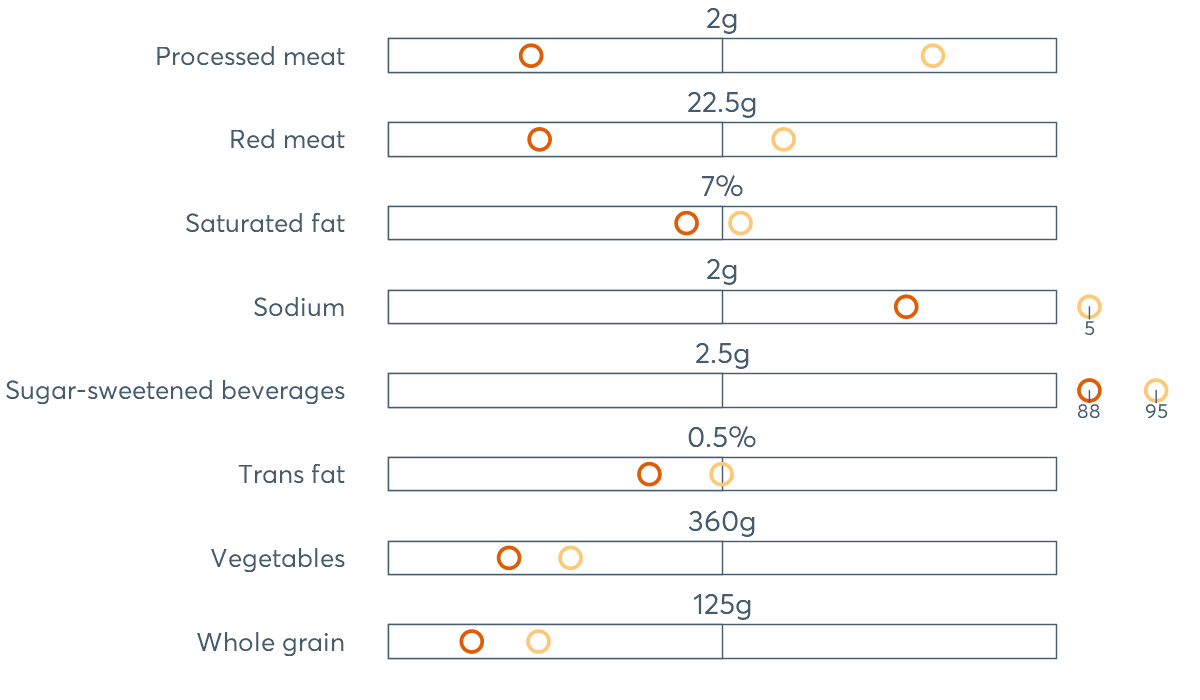 2g
Processed meat
22.5g
Red meat
7%
Saturated fat
2g
Sodium
5
2.5g
Sugar-sweetened beverages
88 95
0.5%
Trans fat
360g
Vegetables
125g
Whole grain